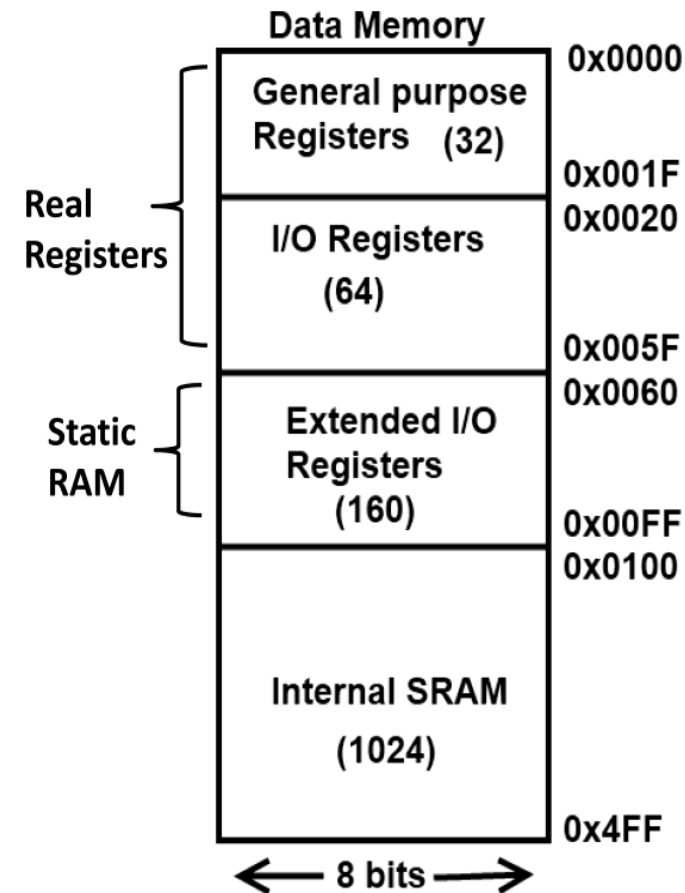 Data Memory
0x0000
General purpose
Registers (32)
0x001F
Real
Registers
0x0020
I/O Registers
(64)
0x005F
0x0060
Static
RAM
Extended I/O
Registers
(160)
0x00FF
0x0100
Internal SRAM
(1024)
0x4FF
8 bits